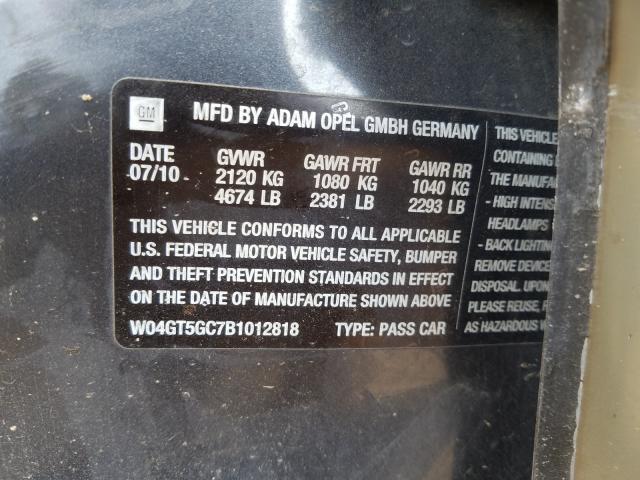 GM
MFD BY ADAM OPEL GMBH GERMANY
DATE GVWR GAWR FRT GAWR RR
07/10 2120 KG 1080 KG 1040 KG
4674 LB 2381 LB 2293 LB
THIS VEHICLE CONFORMS TO ALL APPLICABLE
U.S. FEDERAL MOTOR VEHICLE SAFETY, BUMPER
AND THEFT PREVENTION STANDARDS IN EFFECT
ON THE DATE OF MANUFACTURE SHOWN ABOVE
W04GT5GC7B1012818 TYPE: PASS CAR
THIS VEHICLE
CONTAINING
THE MANUFA
- HIGH INTENS
HEADLAMPS
- BACK LIGHTING
REMOVE DEVICE
DISPOSAL. UPON
PLEASE REUSE,
AS HAZARDOUS W